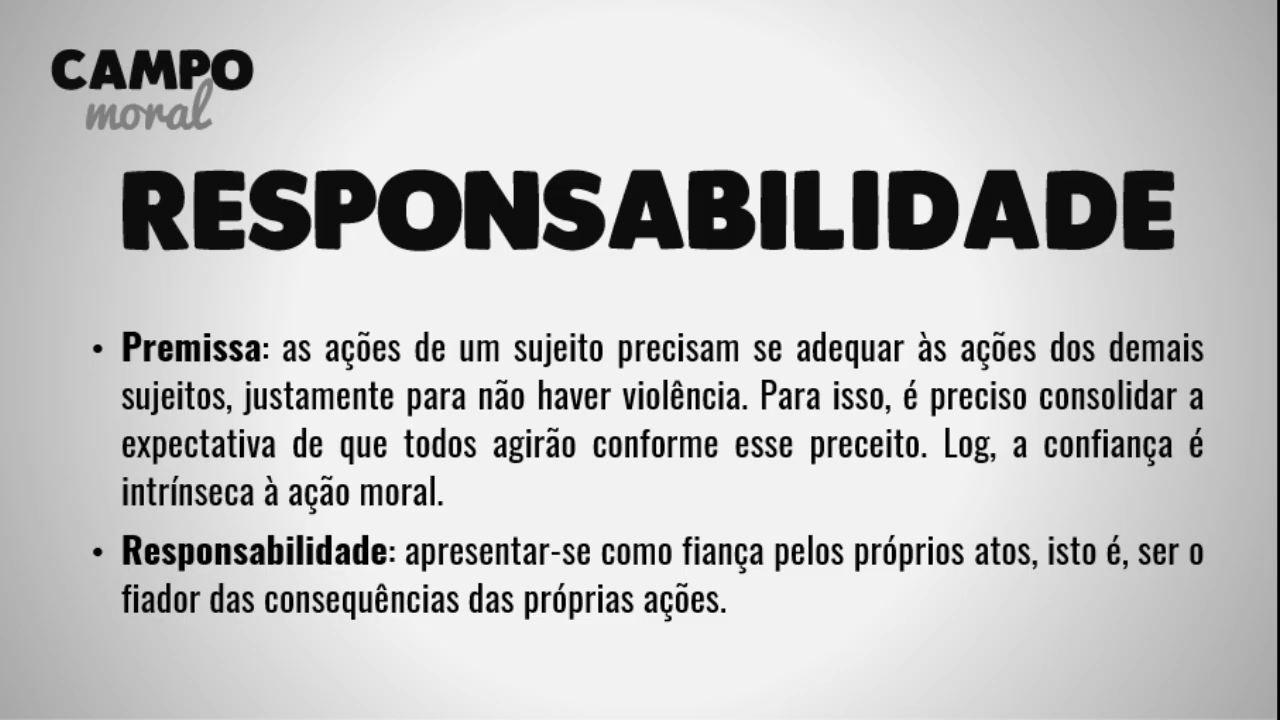 CAMPO
moral
RESPONSABILIDADE
• Premissa: as ações de um sujeito precisam se adequar às ações dos demais
sujeitos, justamente para não haver violência. Para isso, é preciso consolidar a
expectativa de que todos agirão conforme esse preceito. Log, a confiança é
intrínseca à ação moral.
• Responsabilidade: apresentar-se como fiança pelos próprios atos, isto é, ser o
fiador das consequências das próprias ações.